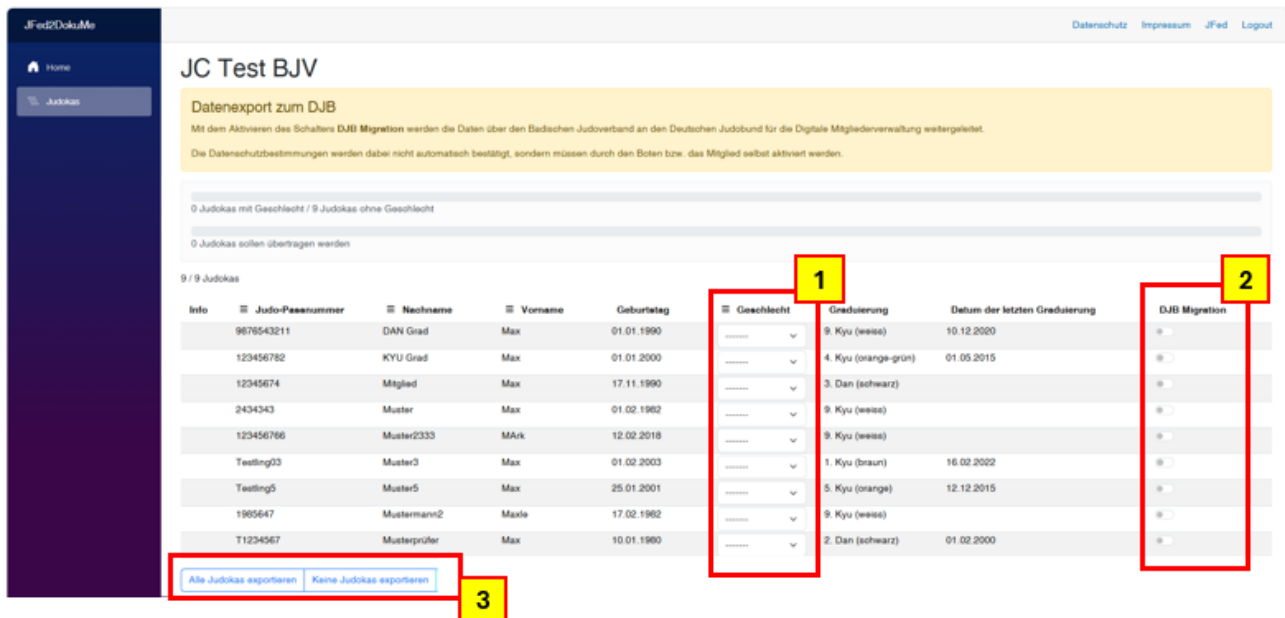 JFed2DokuMe
Datenschutz Impressum JFed Logout
Home
Judokas
JC Test BJV
Datenexport zum DJB
Mit dem Aktivieren des Schalters DJB Migration werden die Daten über den Badischen Judoverband an den Deutschen Judobund für die Digitale Mitgliederverwaltung weitergeleitet.
Die Datenschutzbestimmungen werden dabei nicht automatisch bestätigt, sondern müssen durch den Boten bzw. das Mitglied selbst aktiviert werden.
0 Judokas mit Geschlecht / 9 Judokas ohne Geschlecht
0 Judokas sollen übertragen werden
9 / 9 Judokas
1
2
Info Judo-Passnummer Nachname Vorname Geburtstag Geschlecht Graduierung Datum der letzten Graduierung DJB Migration
9876543211 DAN Grad Max 01.01.1990 -------- 9. Kyu (weiss) 10.12.2020
123456782 KYU Grad Max 01.01.2000 -------- 4. Kyu (orange-grün) 01.05.2015
12345674 Mitglied Max 17.11.1990 -------- 3. Dan (schwarz)
2434343 Muster Max 01.02.1982 -------- 9. Kyu (weiss)
123456766 Muster2333 MArk 12.02.2018 -------- 9. Kyu (weiss)
Testling03 Muster3 Max 01.02.2003 -------- 1. Kyu (braun) 16.02.2022
Testling5 Muster5 Max 25.01.2001 -------- 5. Kyu (orange) 12.12.2015
1985647 Mustermann2 Maxle 17.02.1982 -------- 9. Kyu (weiss)
T1234567 Musterprüfer Max 10.01.1980 -------- 2. Dan (schwarz) 01.02.2000
Alle Judokas exportieren Keine Judokas exportieren
3